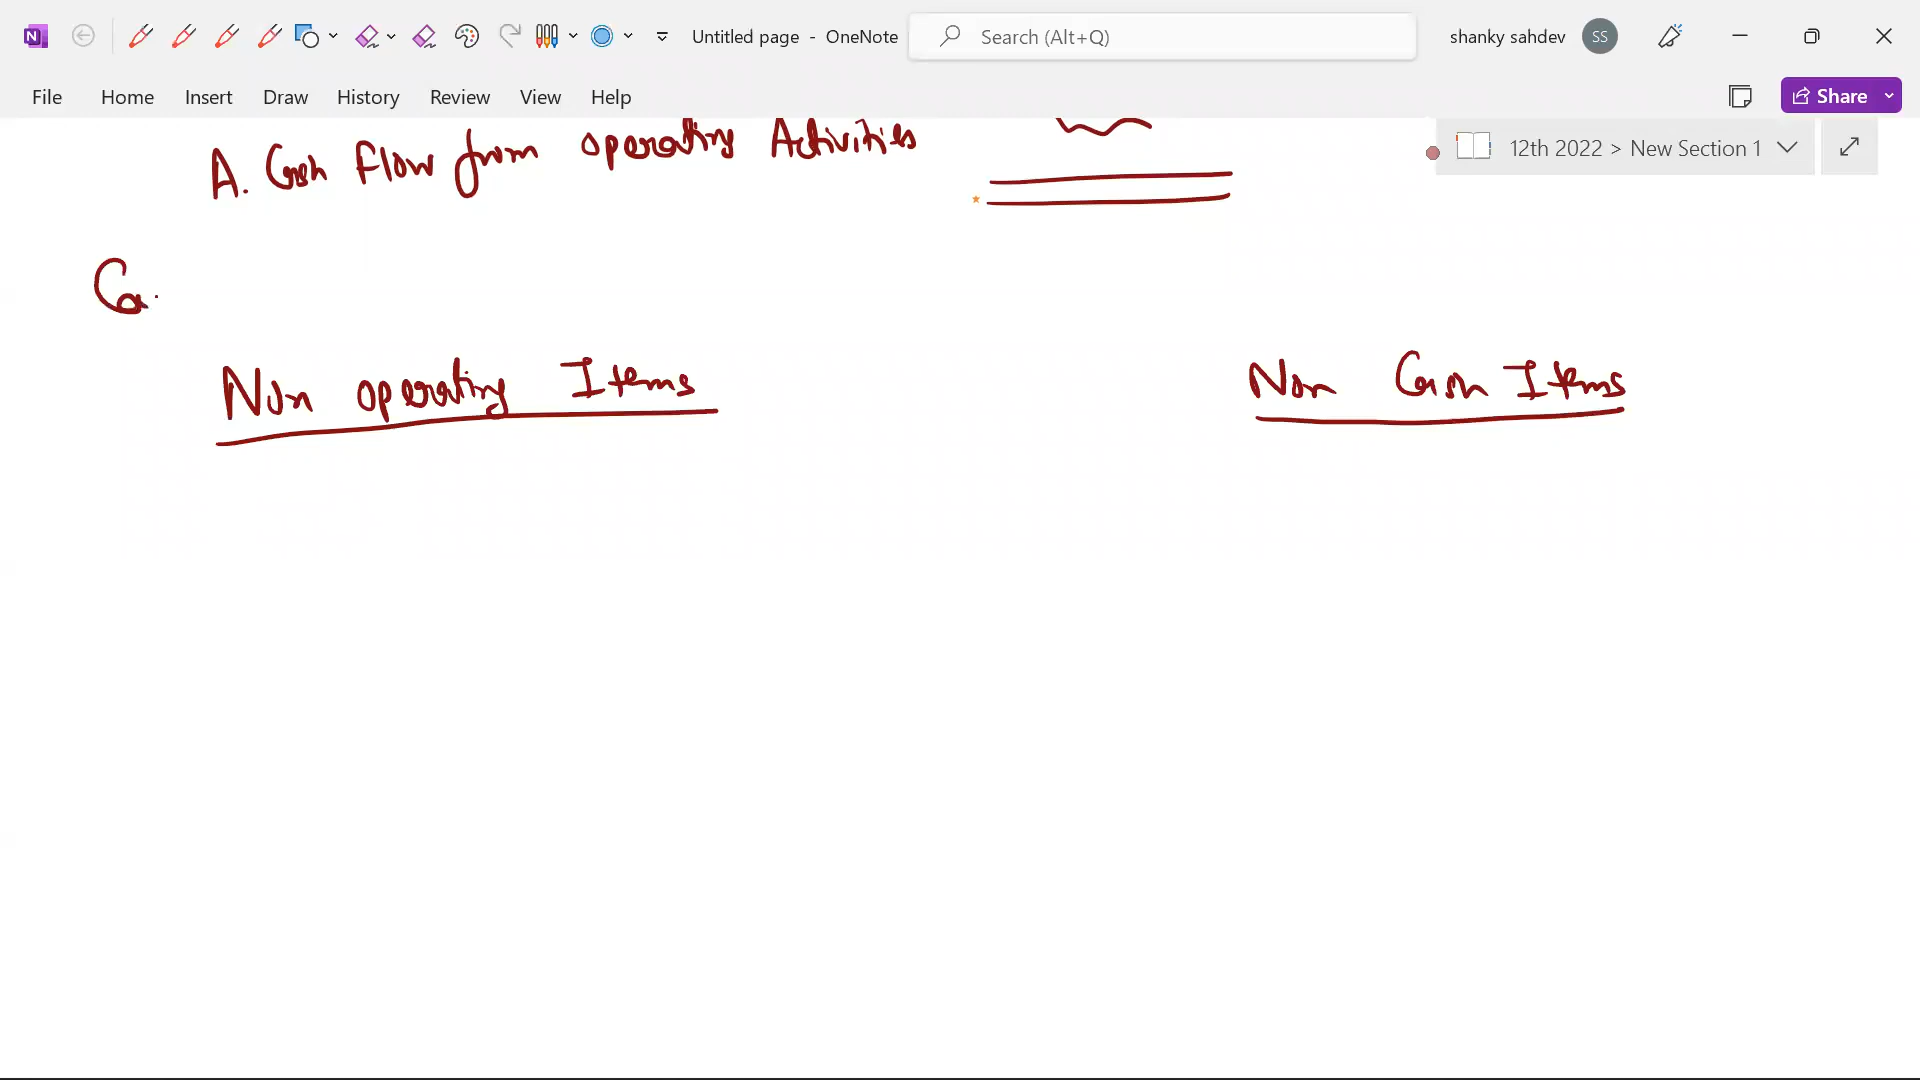 Untitled page - OneNote
Search (Alt+Q)
shanky sahdev
SS
File Home Insert Draw History Review View Help
Share
A. Cash Flow from operating Activities
12th 2022 > New Section 1
Ca.
Non operating Items
Non Cash Items